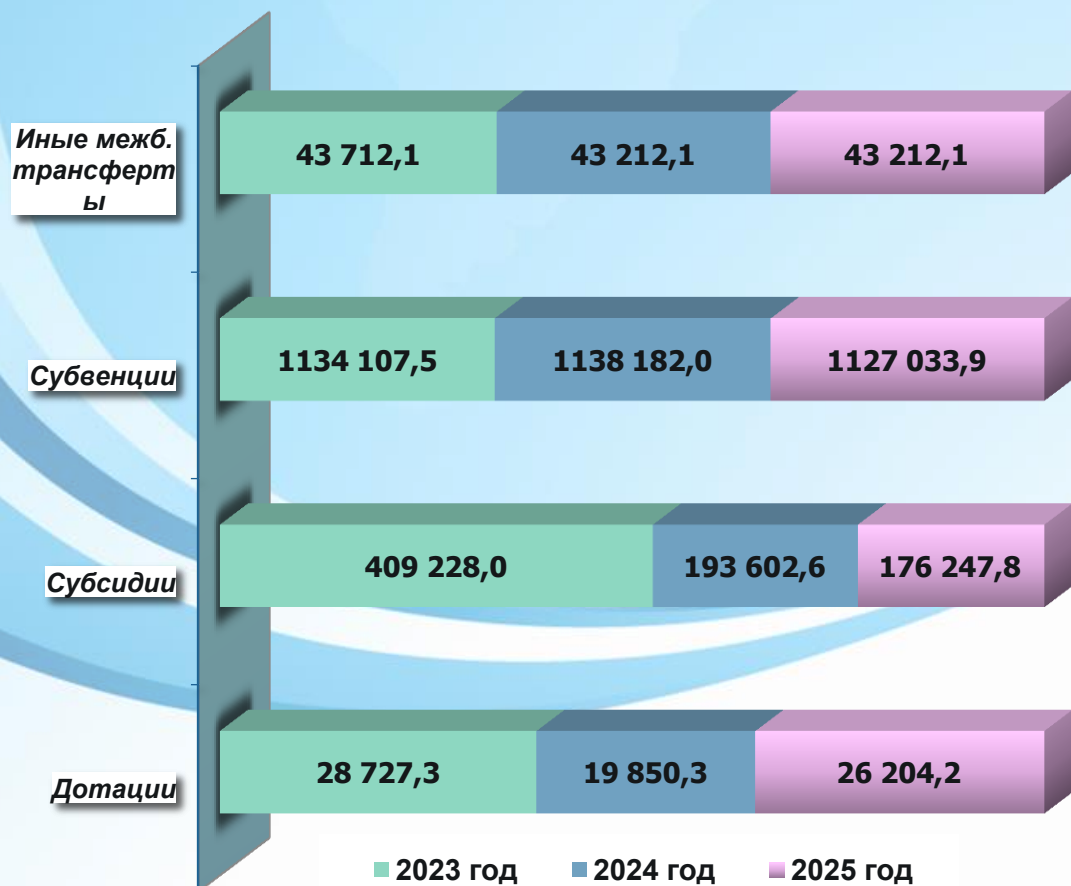 Иные межб.
трансферт
ы
43 712,1
43 212,1
43 212,1
Субвенции
1134 107,5
1138 182,0
1127 033,9
Субсидии
409 228,0
193 602,6
176 247,8
Дотации
28 727,3
19 850,3
26 204,2
2023 год
2024 год
2025 год